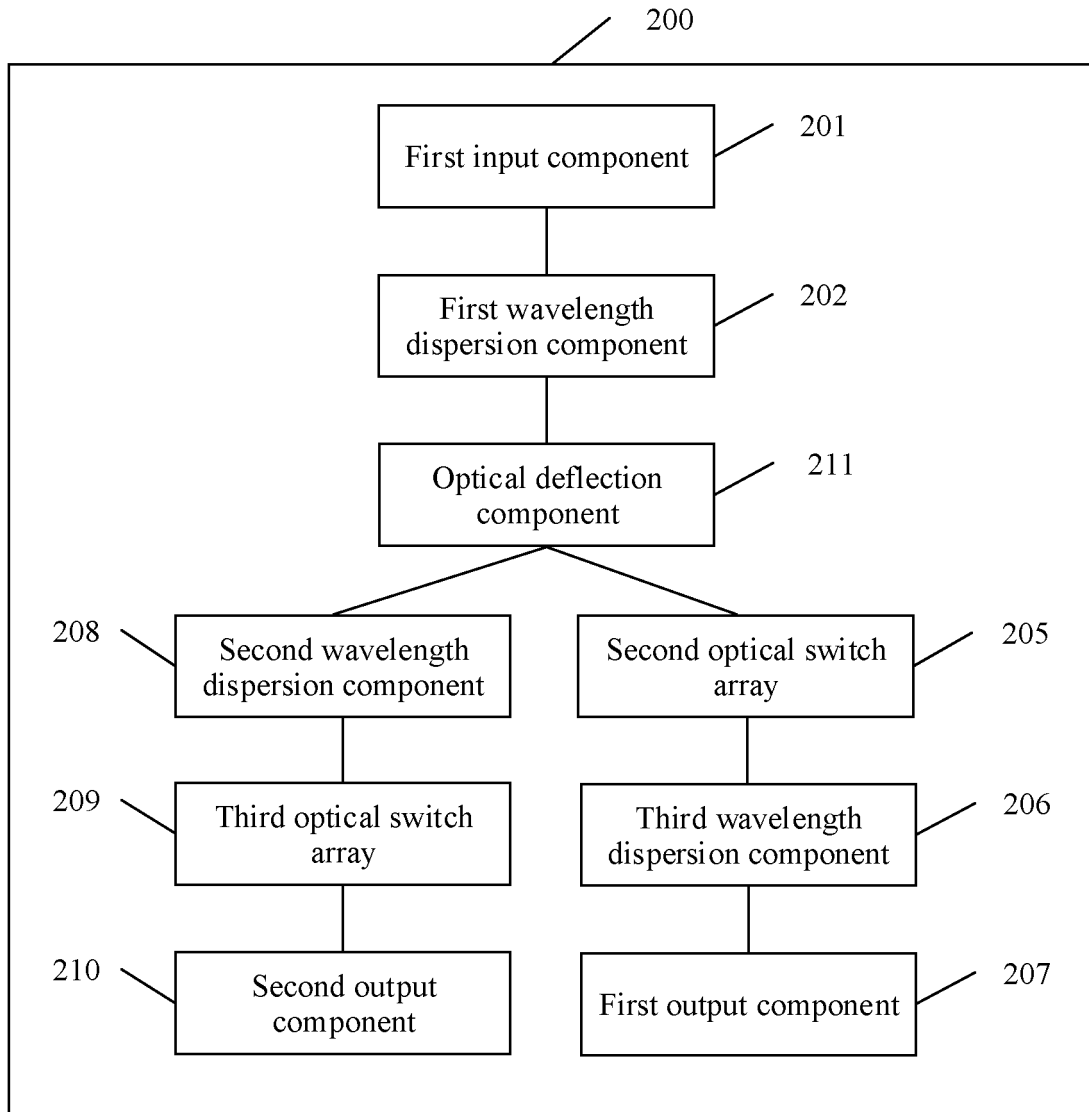 200
First input component
201
First wavelength
dispersion component
202
Optical deflection
component
211
208
Second wavelength
dispersion component
Second optical switch
array
205
209
Third optical switch
array
Third wavelength
dispersion component
206
210
Second output
component
First output component
207